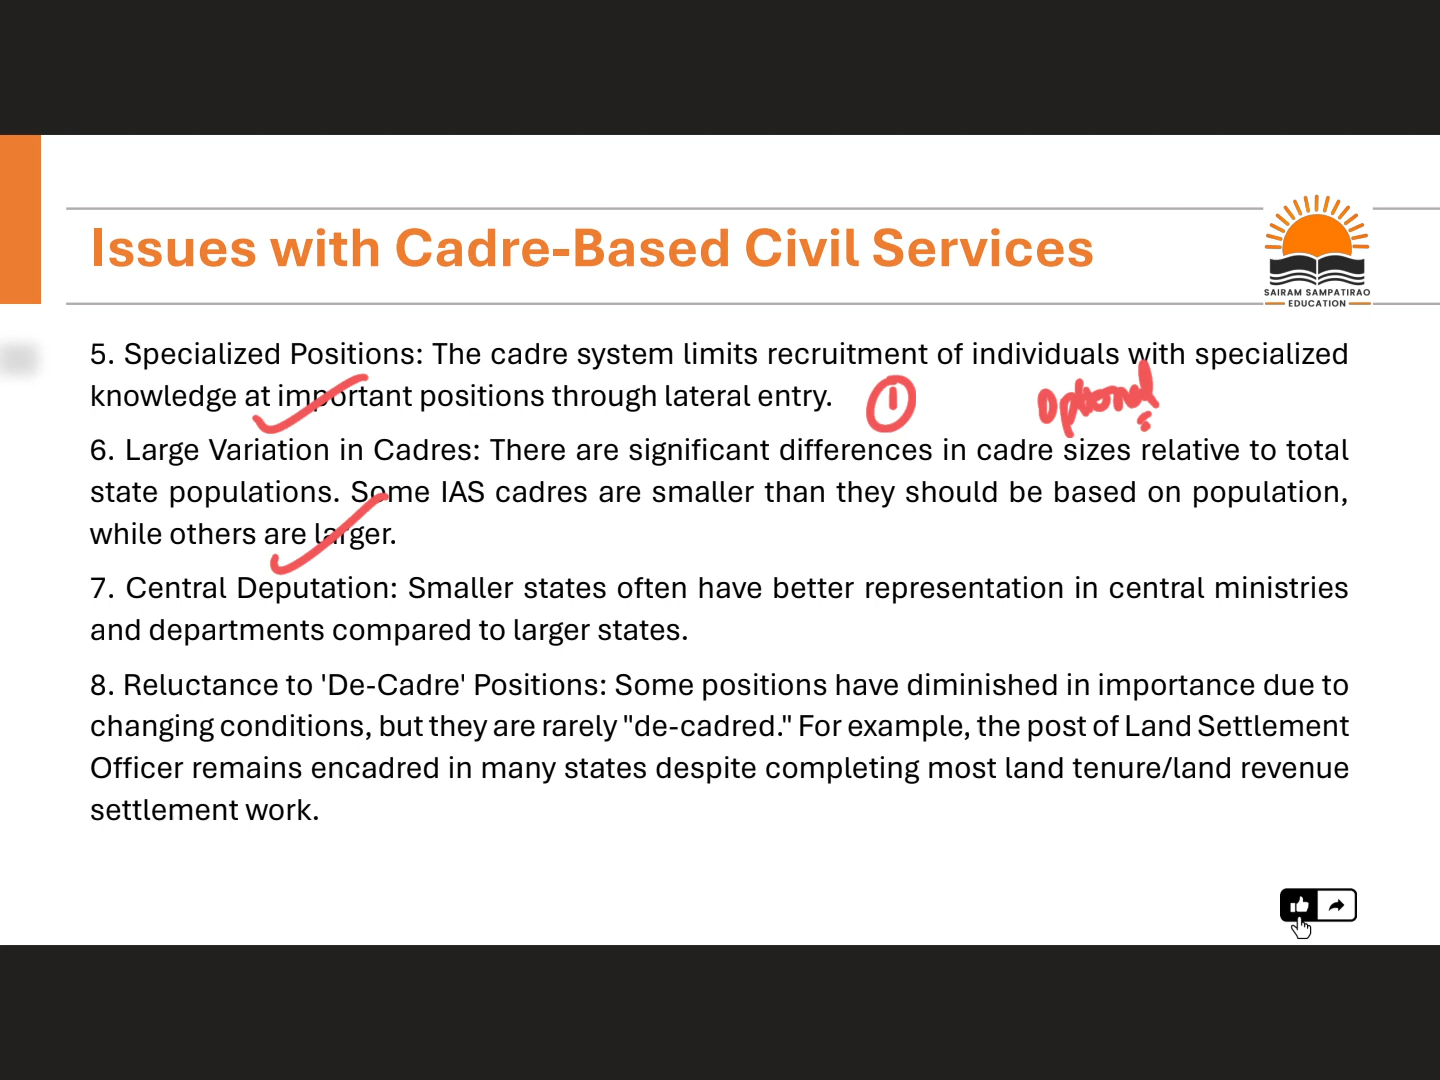 Issues with Cadre-Based Civil Services
SAIRAM SAMPATIRAO
EDUCATION
5. Specialized Positions: The cadre system limits recruitment of individuals with specialized
knowledge at important positions through lateral entry.
1
Optional
6. Large Variation in Cadres: There are significant differences in cadre sizes relative to total
state populations. Some IAS cadres are smaller than they should be based on population,
while others are larger.
7. Central Deputation: Smaller states often have better representation in central ministries
and departments compared to larger states.
8. Reluctance to 'De-Cadre' Positions: Some positions have diminished in importance due to
changing conditions, but they are rarely "de-cadred." For example, the post of Land Settlement
Officer remains encadred in many states despite completing most land tenure/land revenue
settlement work.